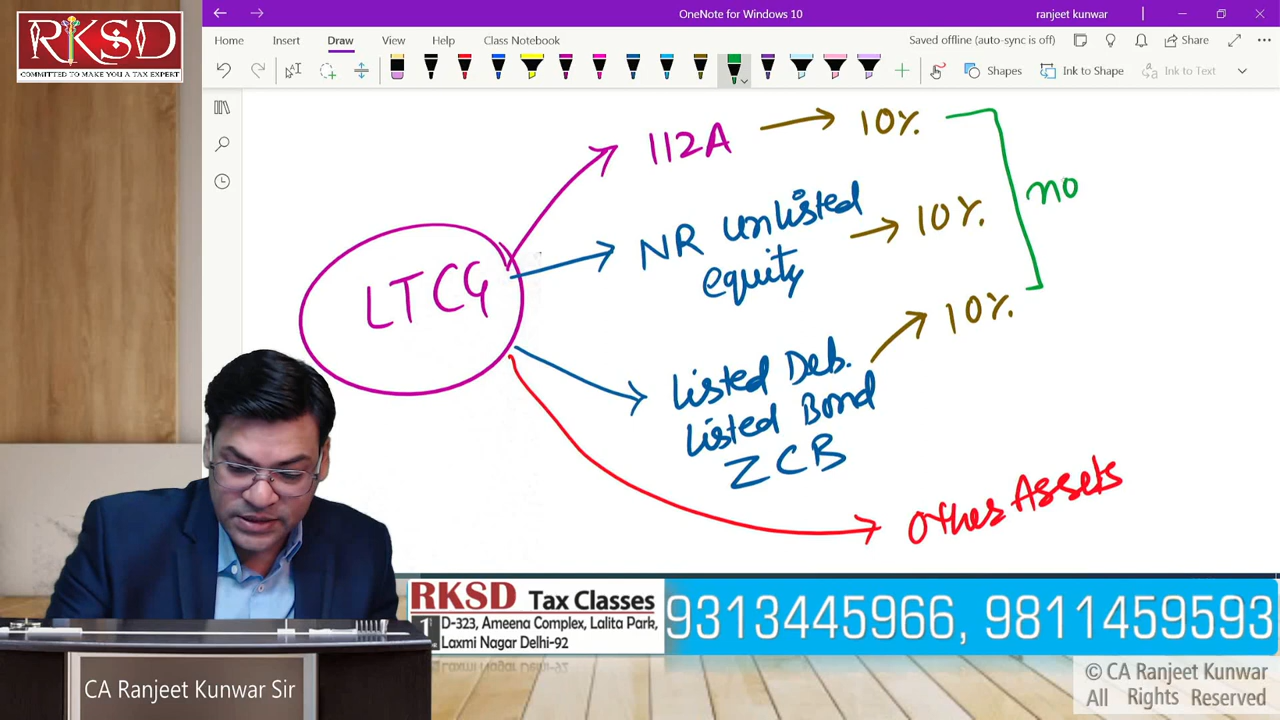 RKSD
COMMITTED TO MAKE YOU A TAX EXPERT
OneNote for Windows 10
ranjeet kunwar
Home Insert Draw View Help Class Notebook
Saved offline (auto-sync is off)
Share
Shapes
Ink to Shape
Ink to Text
112A → 10%
no
NR unlisted
equity → 10%
LTCG
→ 10%
Listed Deb.
Listed Bond
ZCB
Other Assets
RKSD Tax Classes
D-323, Ameena Complex, Lalita Park,
Laxmi Nagar Delhi-92
9313445966, 9811459593
CA Ranjeet Kunwar Sir
© CA Ranjeet Kunwar
All Rights Reserved